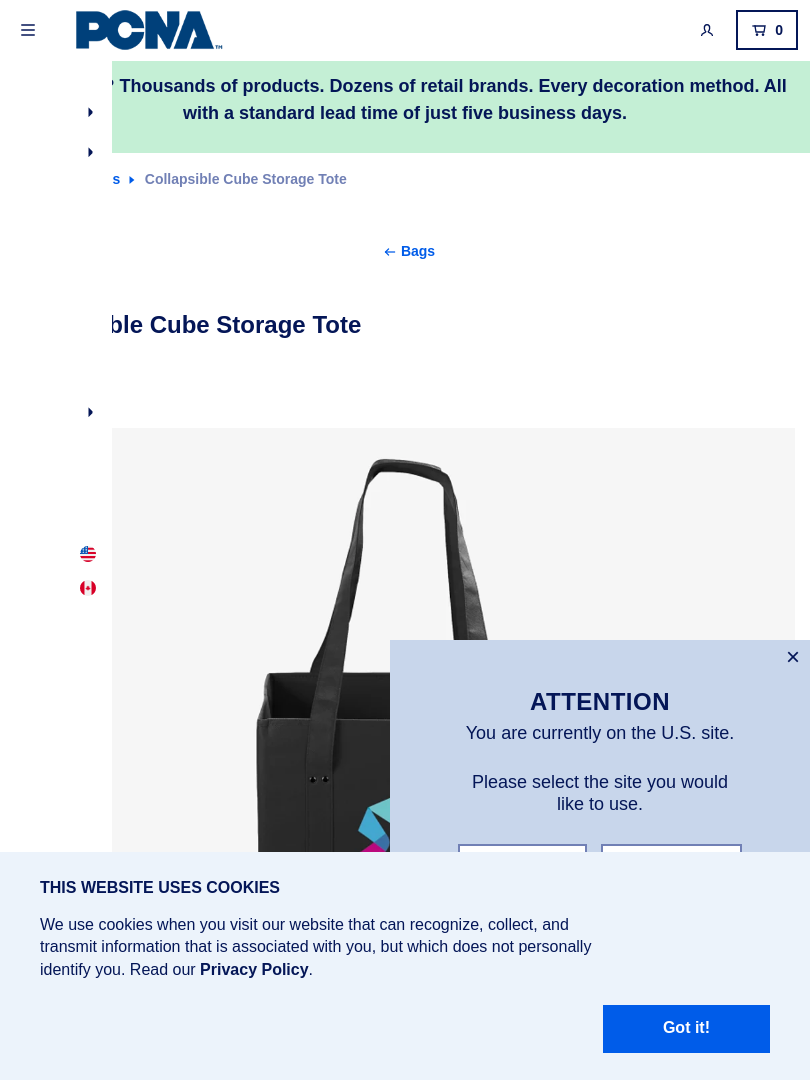 PCNA™
0
? Thousands of products. Dozens of retail brands. Every decoration method. All
with a standard lead time of just five business days.
s Collapsible Cube Storage Tote
Bags
ble Cube Storage Tote
ATTENTION
You are currently on the U.S. site.
Please select the site you would
like to use.
THIS WEBSITE USES COOKIES
We use cookies when you visit our website that can recognize, collect, and
transmit information that is associated with you, but which does not personally
identify you. Read our Privacy Policy.
Got it!